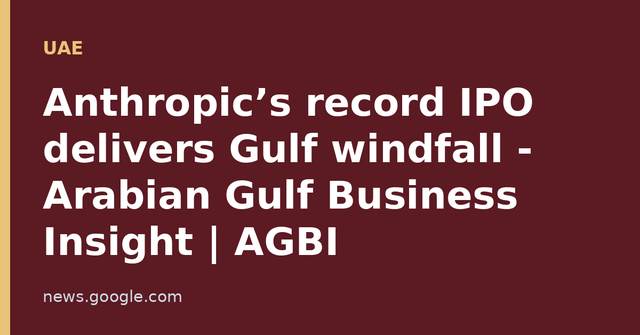 UAE
Anthropic’s record IPO
delivers Gulf windfall -
Arabian Gulf Business
Insight | AGBI
news.google.com